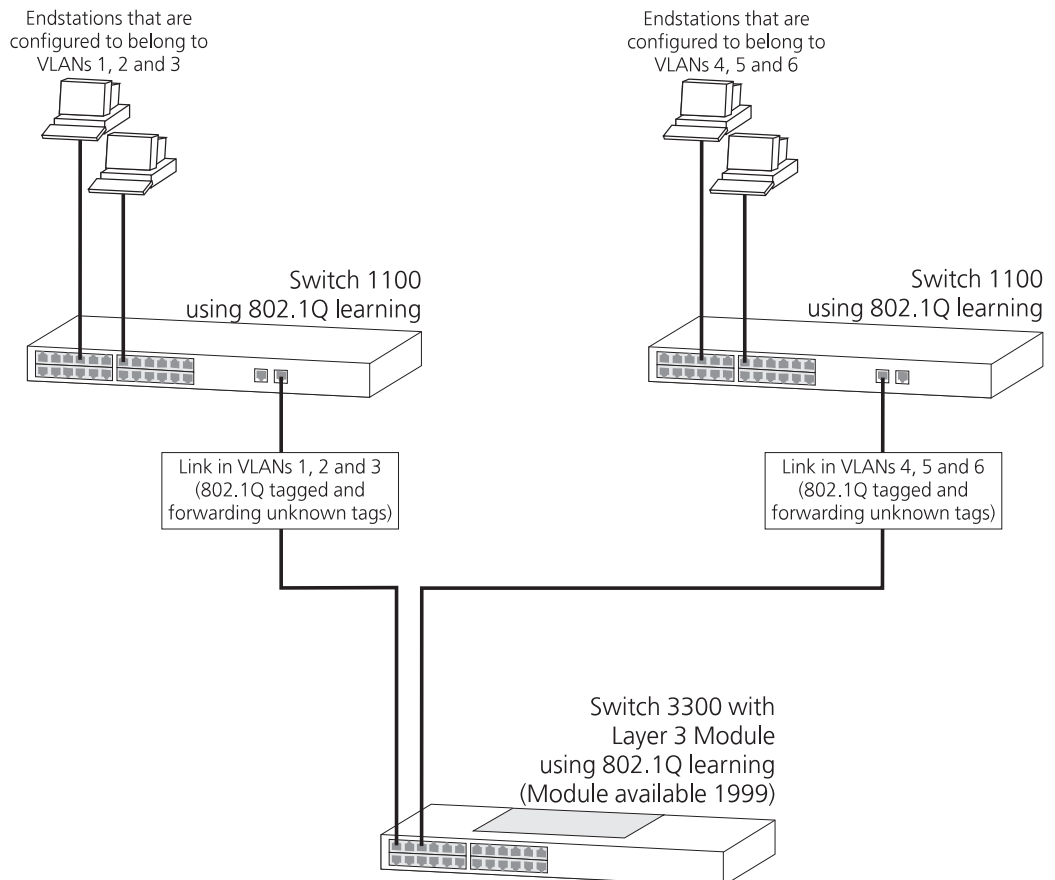 Endstations that are
configured to belong to
VLANs 1, 2 and 3
Endstations that are
configured to belong to
VLANs 4, 5 and 6
Switch 1100
using 802.1Q learning
Switch 1100
using 802.1Q learning
Link in VLANs 1, 2 and 3
(802.1Q tagged and
forwarding unknown tags)
Link in VLANs 4, 5 and 6
(802.1Q tagged and
forwarding unknown tags)
Switch 3300 with
Layer 3 Module
using 802.1Q learning
(Module available 1999)